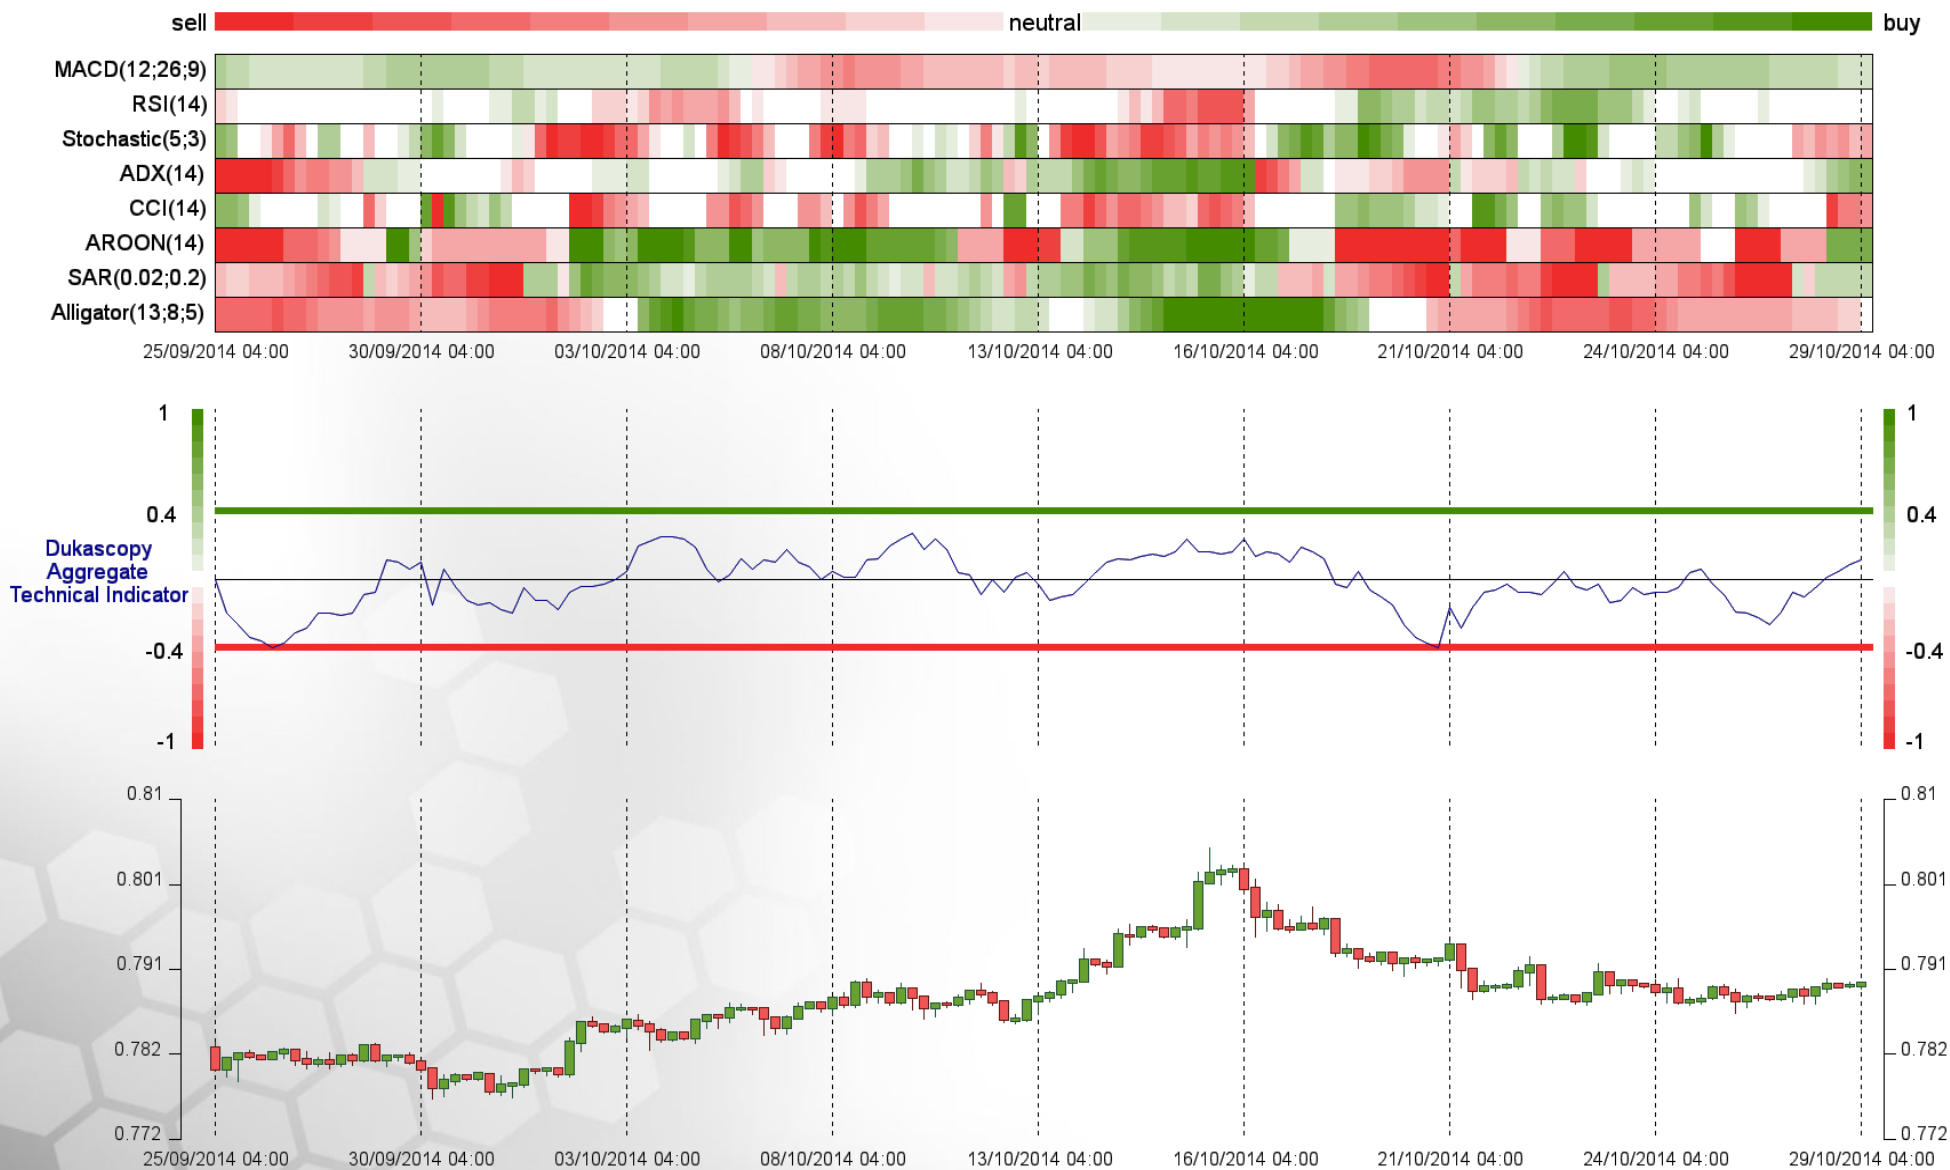 sell neutral buy
MACD(12;26;9)
RSI(14)
Stochastic(5;3)
ADX(14)
CCI(14)
AROON(14)
SAR(0.02;0.2)
Alligator(13;8;5)
25/09/2014 04:00 30/09/2014 04:00 03/10/2014 04:00 08/10/2014 04:00 13/10/2014 04:00 16/10/2014 04:00 21/10/2014 04:00 24/10/2014 04:00 29/10/2014 04:00
1 1
0.4 0.4
Dukascopy
Aggregate
Technical Indicator
-0.4 -0.4
-1 -1
0.81 0.81
0.801 0.801
0.791 0.791
0.782 0.782
0.772 0.772
25/09/2014 04:00 30/09/2014 04:00 03/10/2014 04:00 08/10/2014 04:00 13/10/2014 04:00 16/10/2014 04:00 21/10/2014 04:00 24/10/2014 04:00 29/10/2014 04:00